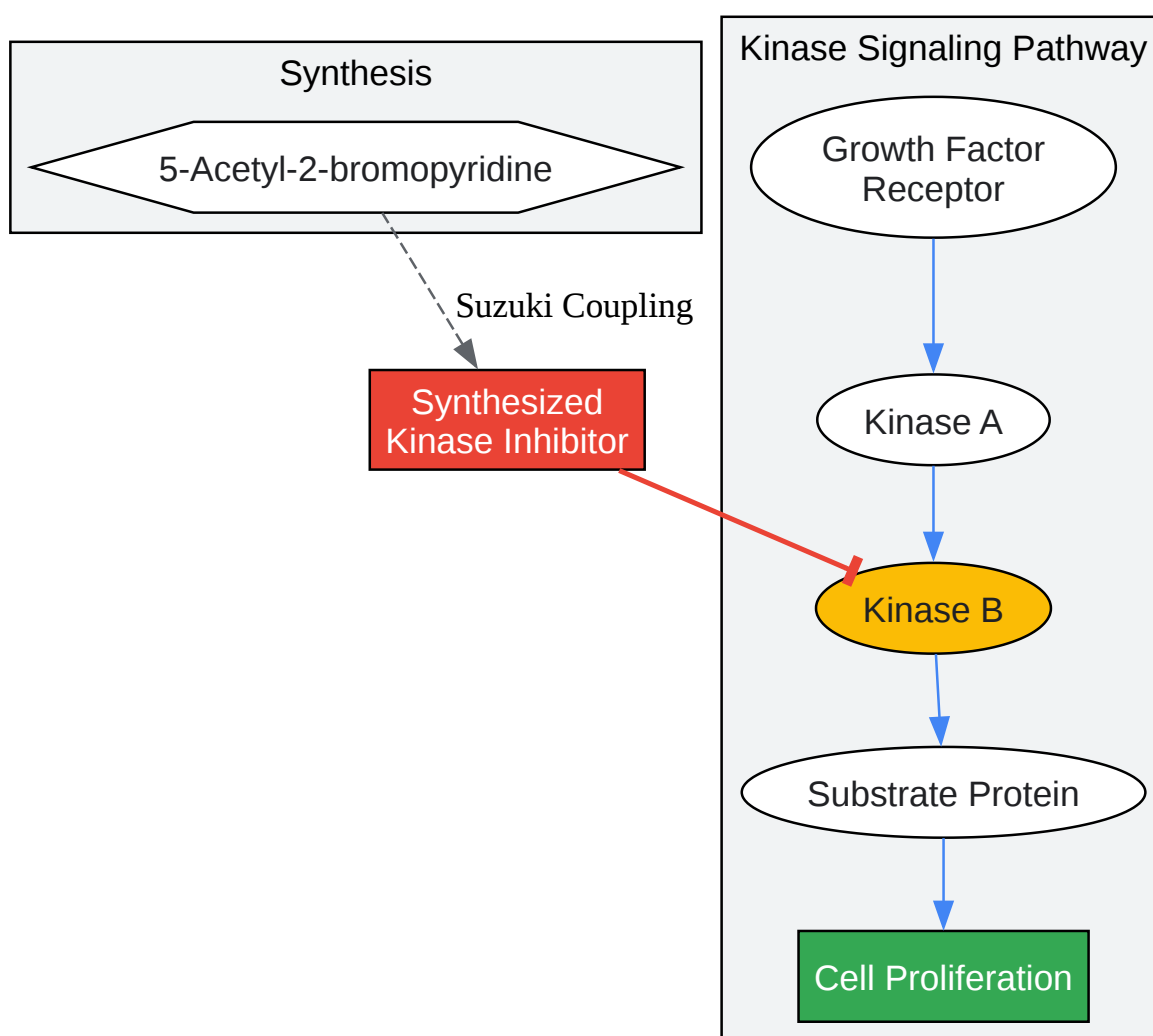 Synthesis
5-Acetyl-2-bromopyridine
Suzuki Coupling
Synthesized
Kinase Inhibitor
Kinase Signaling Pathway
Growth Factor
Receptor
Kinase A
Kinase B
Substrate Protein
Cell Proliferation